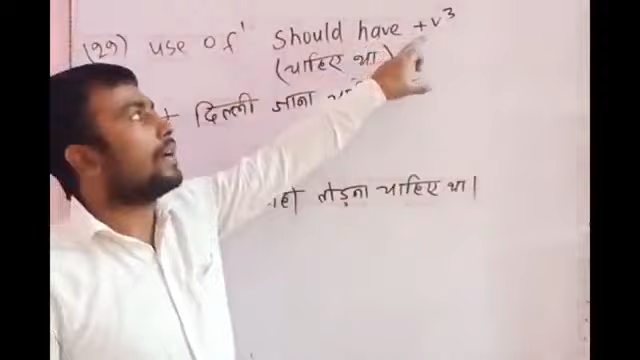 (29) use of ' Should have + v³
(चाहिए था)
+ दिल्ली जाना
तोड़ना चाहिए था।